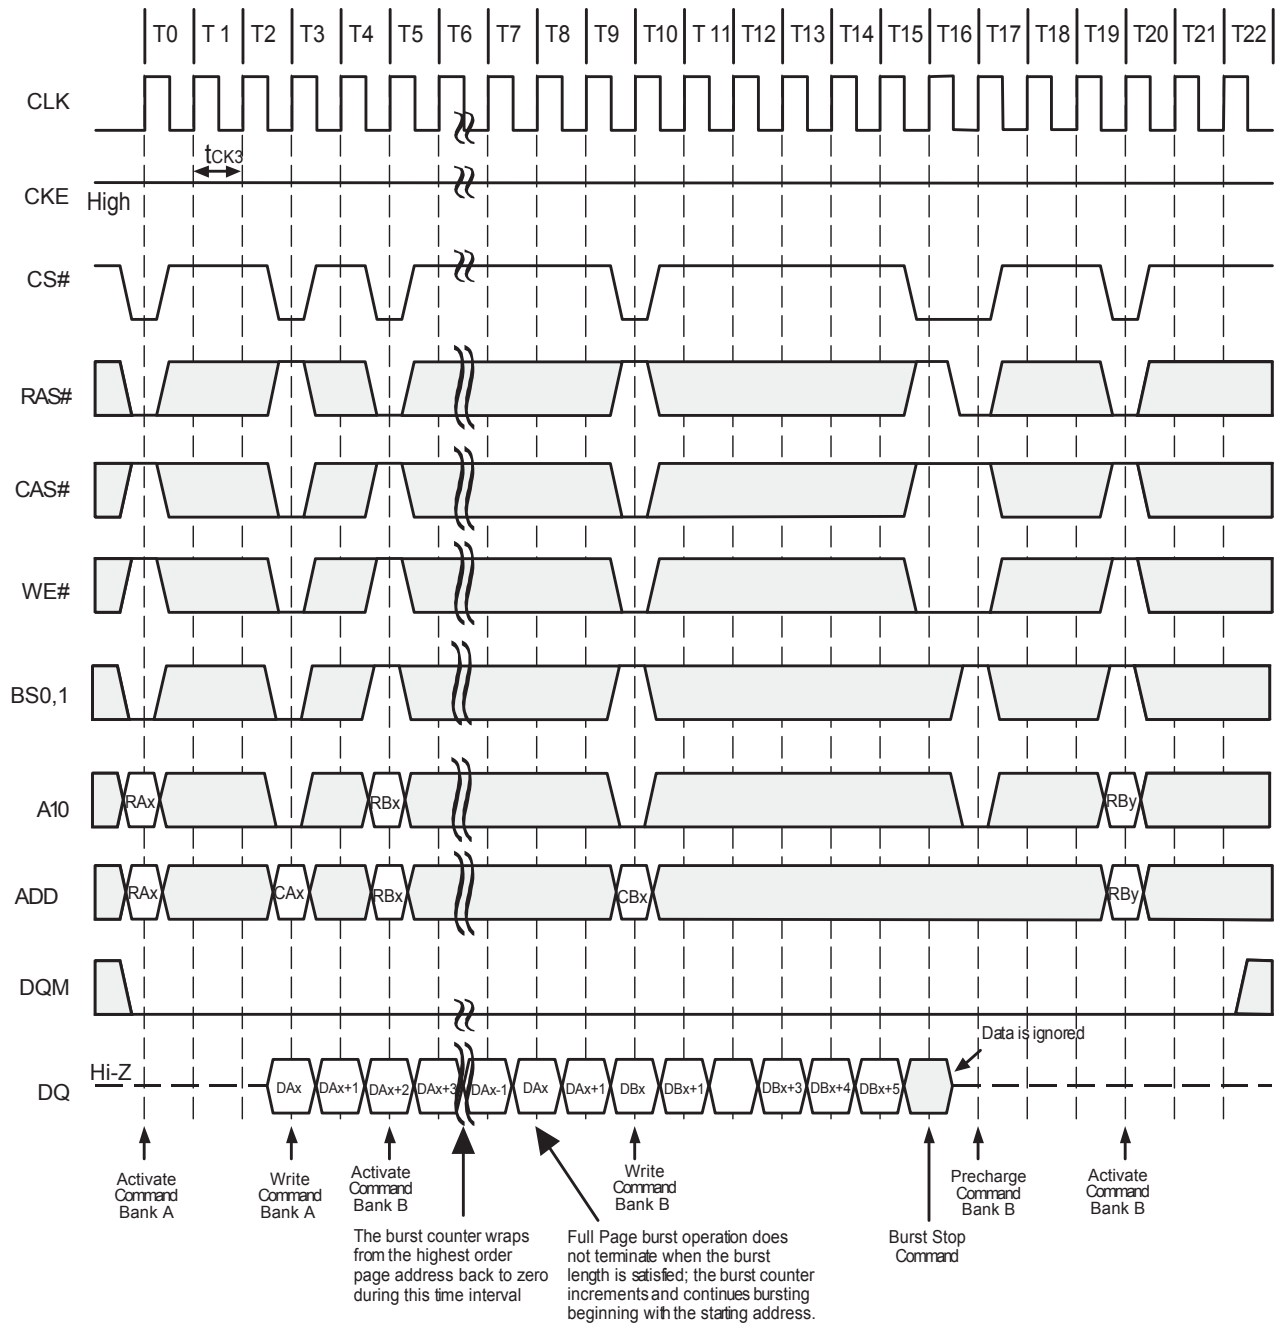 T0 T 1 T2 T3 T4 T5 T6 T7 T8 T9 T10 T 11 T12 T13 T14 T15 T16 T17 T18 T19 T20 T21 T22
CLK
tCK3
CKE High
CS#
RAS#
CAS#
WE#
BS0,1
A10 RAx RBx RBy
ADD RAx CAx RBx CBx RBy
DQM
Data is ignored
Hi-Z
DQ DAx DAx+1 DAx+2 DAx+3 DAx-1 DAx DAx+1 DBx DBx+1 DBx+3 DBx+4 DBx+5
Activate
Command
Bank A
Write
Command
Bank A
Activate
Command
Bank B
Write
Command
Bank B
Precharge
Command
Bank B
Activate
Command
Bank B
The burst counter wraps
from the highest order
page address back to zero
during this time interval
Full Page burst operation does
not terminate when the burst
length is satisfied; the burst counter
increments and continues bursting
beginning with the starting address.
Burst Stop
Command